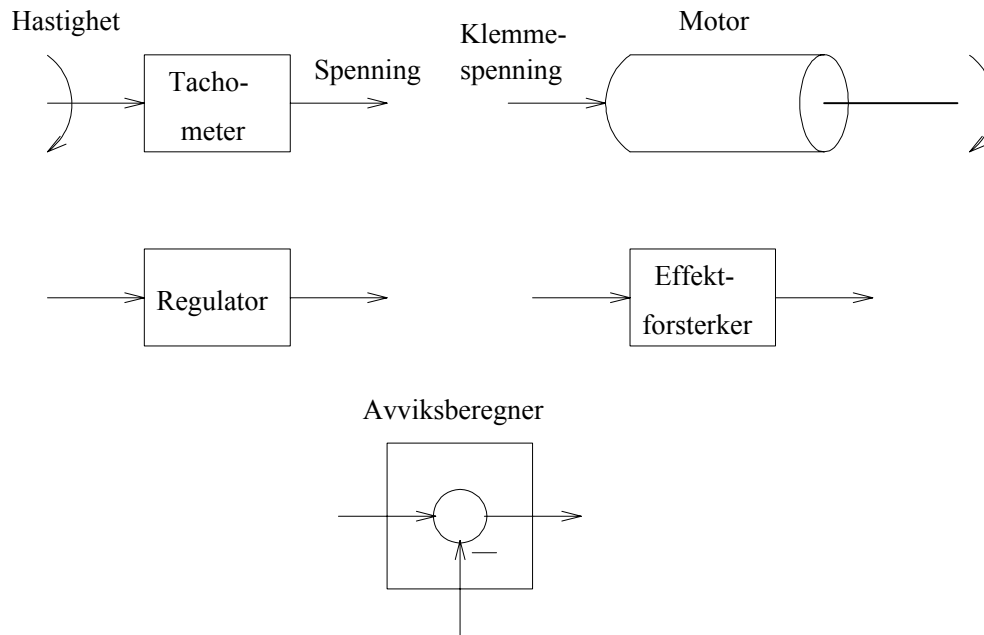 Hastighet
Tacho-
meter
Spenning
Klemme-
spenning
Motor
Regulator
Effekt-
forsterker
Avviksberegner